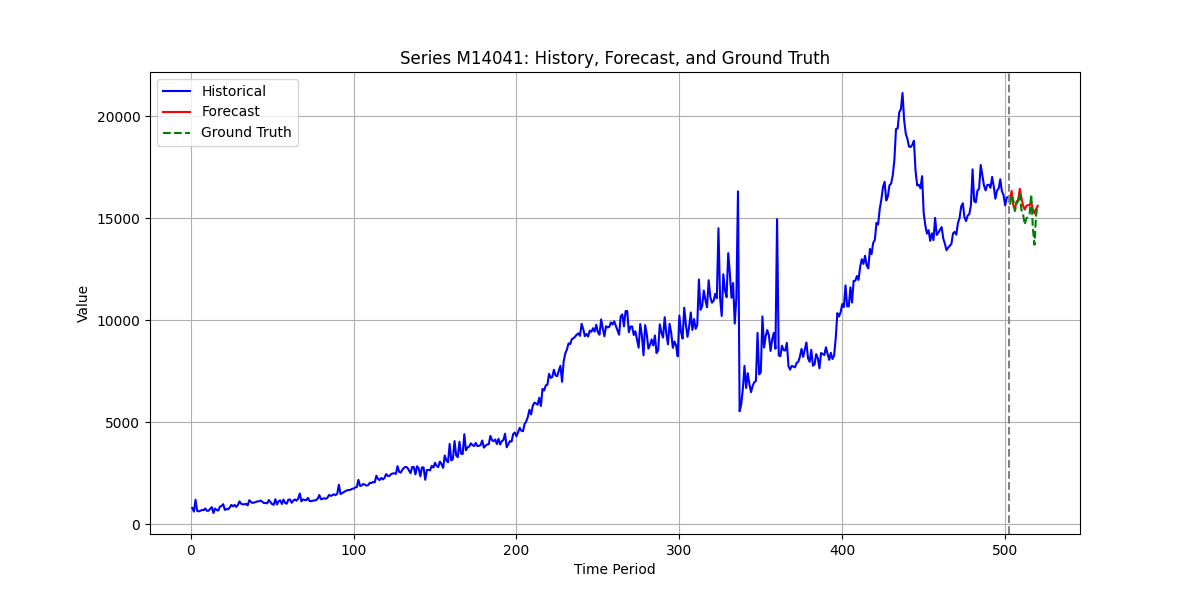 Series M14041: History, Forecast, and Ground Truth
Historical
Forecast
Ground Truth
20000
15000
10000
5000
0
Value
0 100 200 300 400 500
Time Period